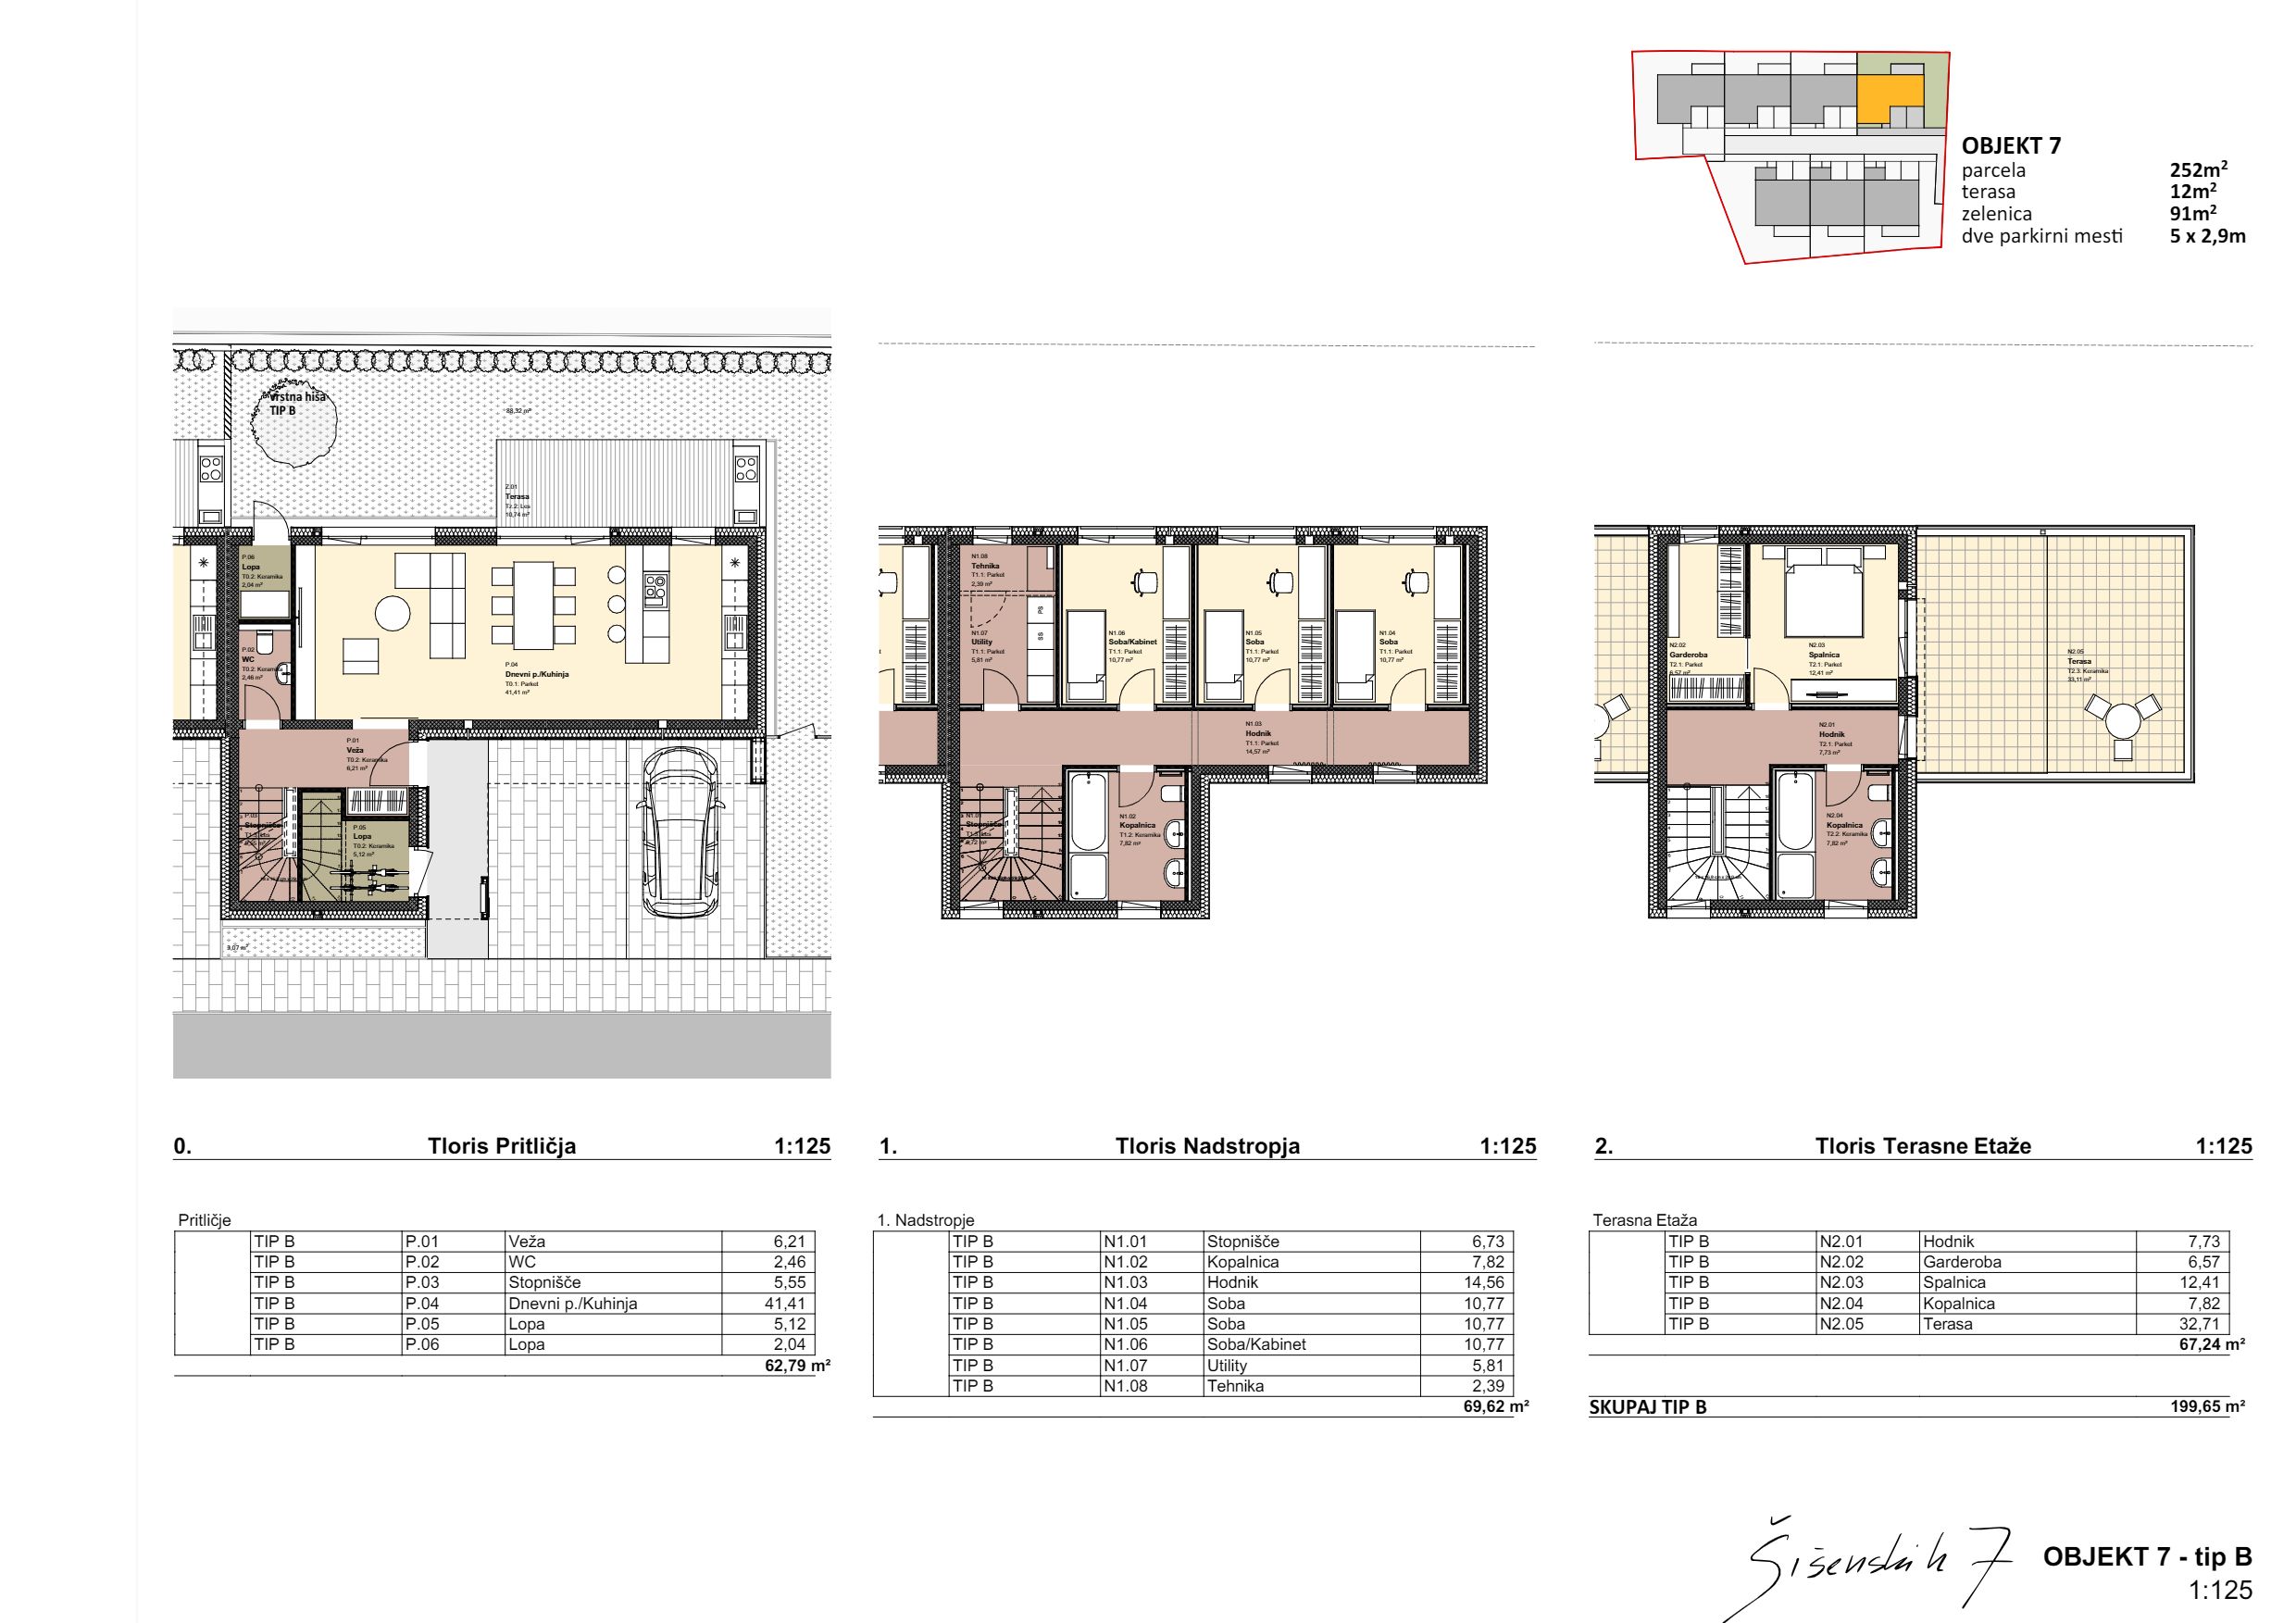 OBJEKT 7
parcela 252m²
terasa 12m²
zelenica 91m²
dve parkirni mesti 5 x 2,9m
vrstna hiša
TIP B
88,32 m²
Z.01
Terasa
10,74 m²
P.06
Lopa
T0.2: Keramika
2,04 m²
P.02
WC
T0.2: Keramika
2,46 m²
P.04
Dnevni p./Kuhinja
T0.1: Parket
41,41 m²
P.01
Veža
T0.2: Keramika
6,21 m²
P.03
Stopnišče
P.05
Lopa
T0.2: Keramika
5,12 m²
3,07 m²
N1.08
Tehnika
T1.1: Parket
2,39 m²
N1.07
Utility
T1.1: Parket
5,81 m²
PS
SS
N1.06
Soba/Kabinet
T1.1: Parket
10,77 m²
N1.05
Soba
T1.1: Parket
10,77 m²
N1.04
Soba
T1.1: Parket
10,77 m²
N1.03
Hodnik
T1.1: Parket
14,57 m²
N1.01
Stopnišče
N1.02
Kopalnica
T1.2: Keramika
7,82 m²
N2.02
Garderoba
T2.1: Parket
6,57 m²
N2.03
Spalnica
T2.1: Parket
12,41 m²
N2.05
Terasa
T2.3: Keramika
33,11 m²
N2.01
Hodnik
T2.1: Parket
7,73 m²
N2.04
Kopalnica
T2.2: Keramika
7,82 m²
0. Tloris Pritličja 1:125
1. Tloris Nadstropja 1:125
2. Tloris Terasne Etaže 1:125
Pritličje
TIP B P.01 Veža 6,21
TIP B P.02 WC 2,46
TIP B P.03 Stopnišče 5,55
TIP B P.04 Dnevni p./Kuhinja 41,41
TIP B P.05 Lopa 5,12
TIP B P.06 Lopa 2,04
62,79 m²
1. Nadstropje
TIP B N1.01 Stopnišče 6,73
TIP B N1.02 Kopalnica 7,82
TIP B N1.03 Hodnik 14,56
TIP B N1.04 Soba 10,77
TIP B N1.05 Soba 10,77
TIP B N1.06 Soba/Kabinet 10,77
TIP B N1.07 Utility 5,81
TIP B N1.08 Tehnika 2,39
69,62 m²
Terasna Etaža
TIP B N2.01 Hodnik 7,73
TIP B N2.02 Garderoba 6,57
TIP B N2.03 Spalnica 12,41
TIP B N2.04 Kopalnica 7,82
TIP B N2.05 Terasa 32,71
67,24 m²
SKUPAJ TIP B 199,65 m²
Šišenskih 7
OBJEKT 7 - tip B
1:125